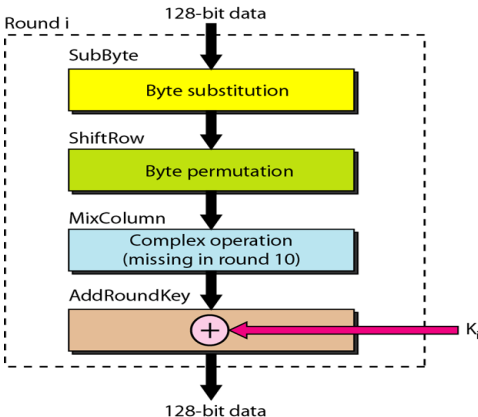 128-bit data
Round i
SubByte
Byte substitution
ShiftRow
Byte permutation
MixColumn
Complex operation
(missing in round 10)
AddRoundKey
+
Ki
128-bit data